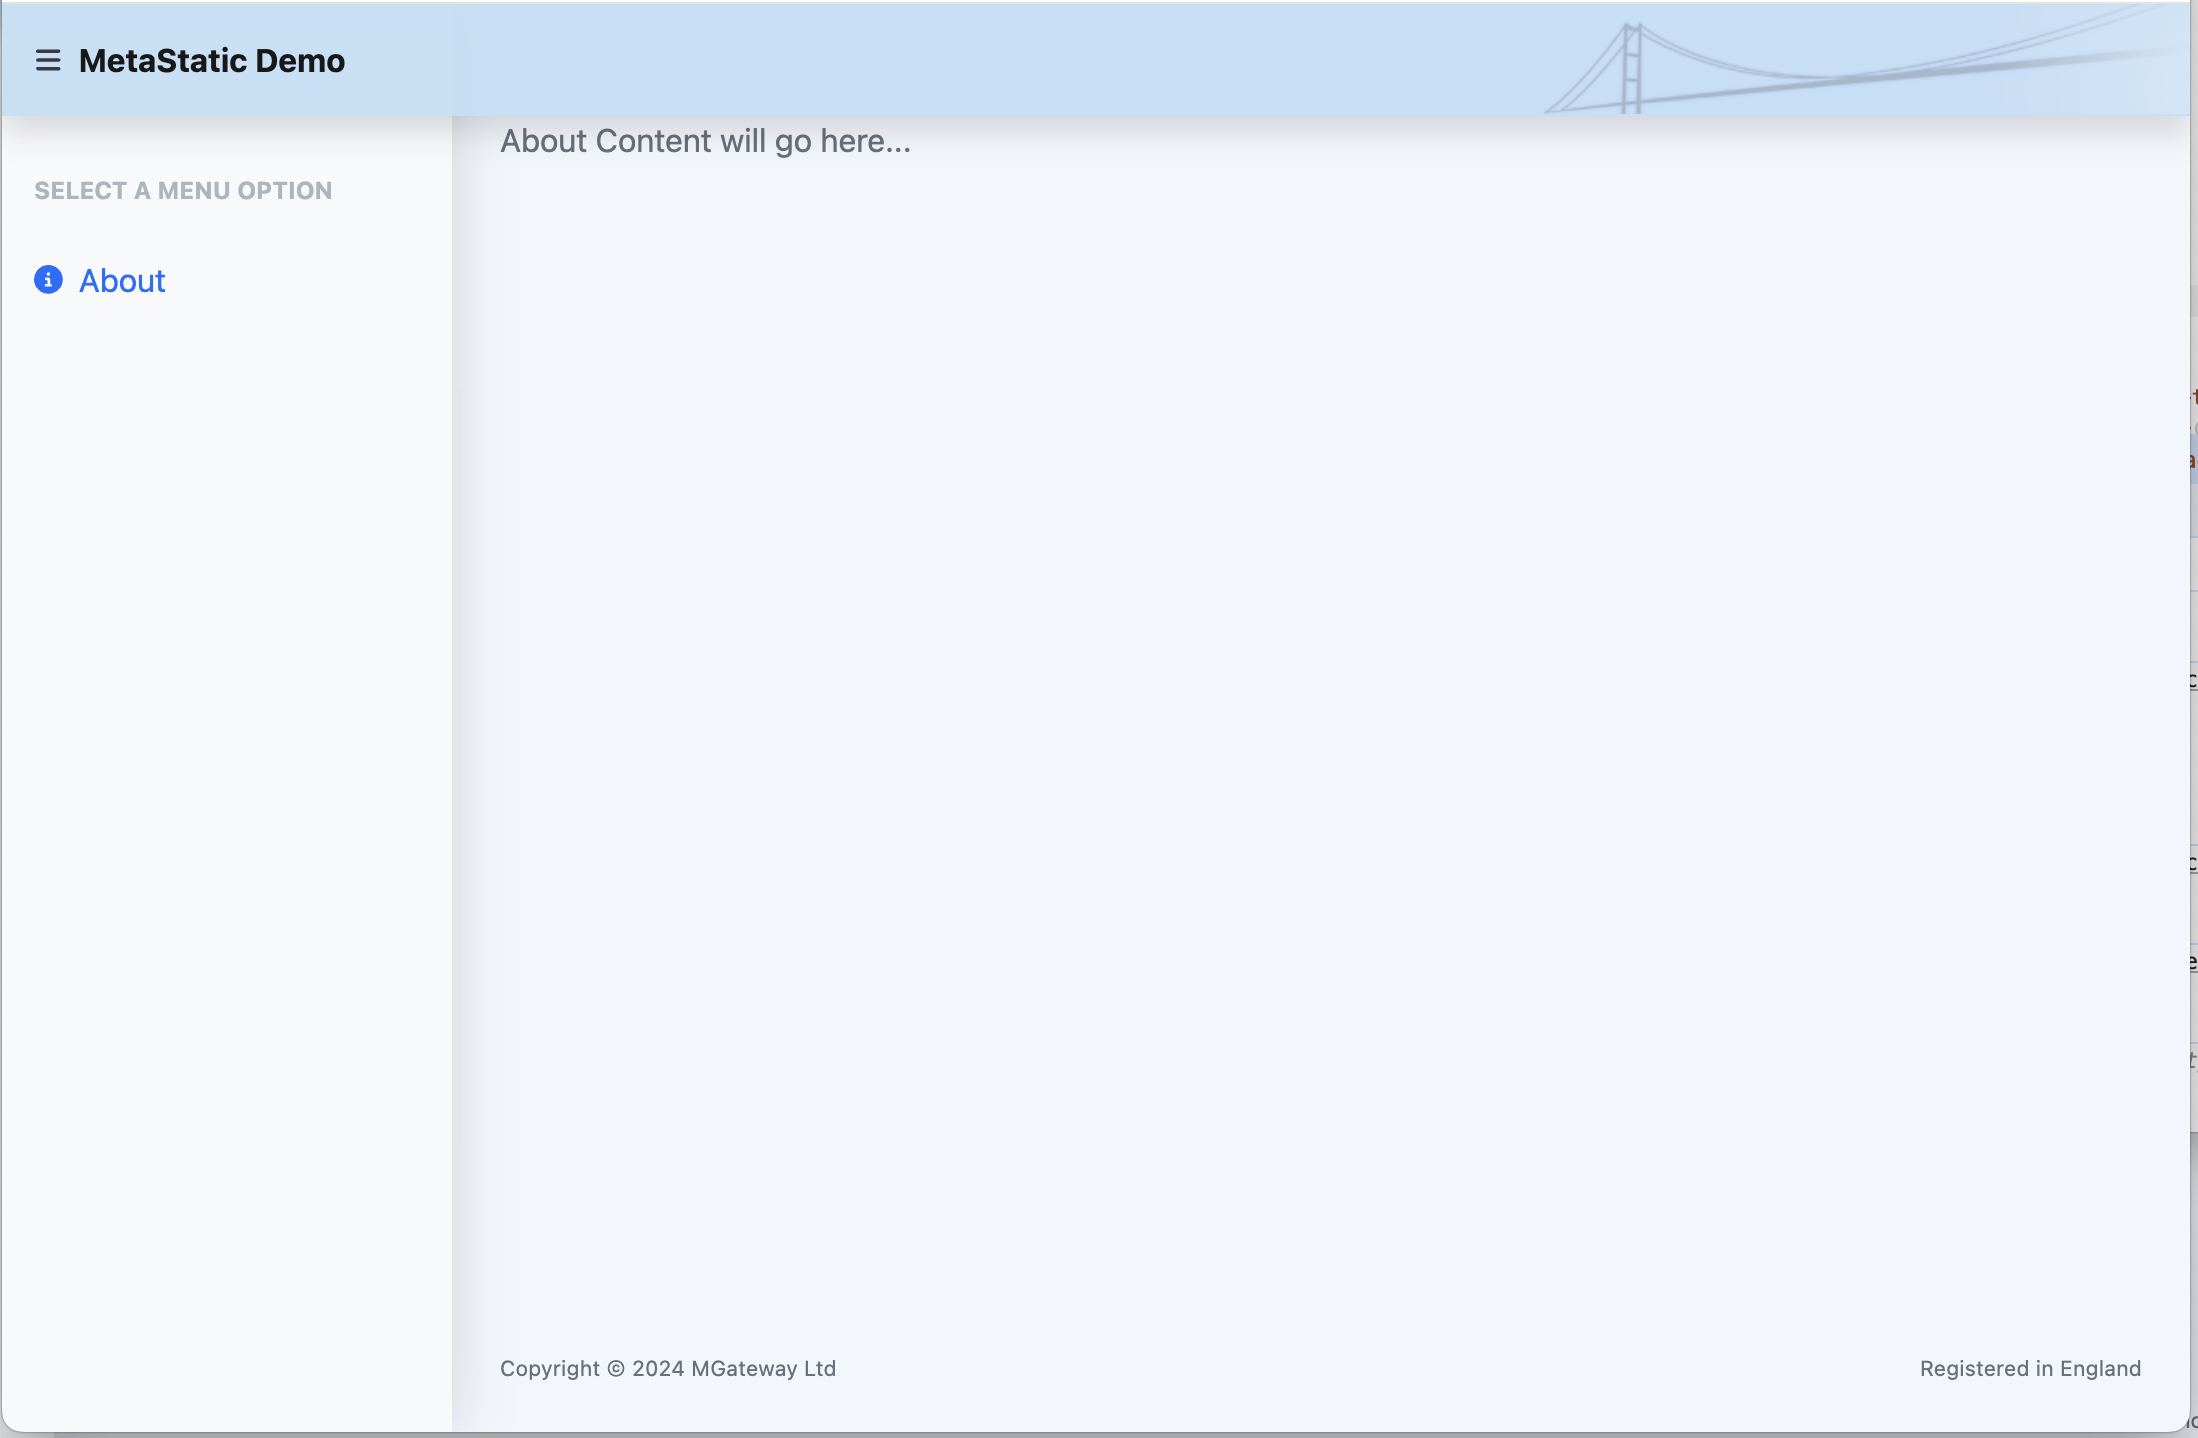 MetaStatic Demo
About Content will go here...
SELECT A MENU OPTION
About
Copyright © 2024 MGateway Ltd
Registered in England